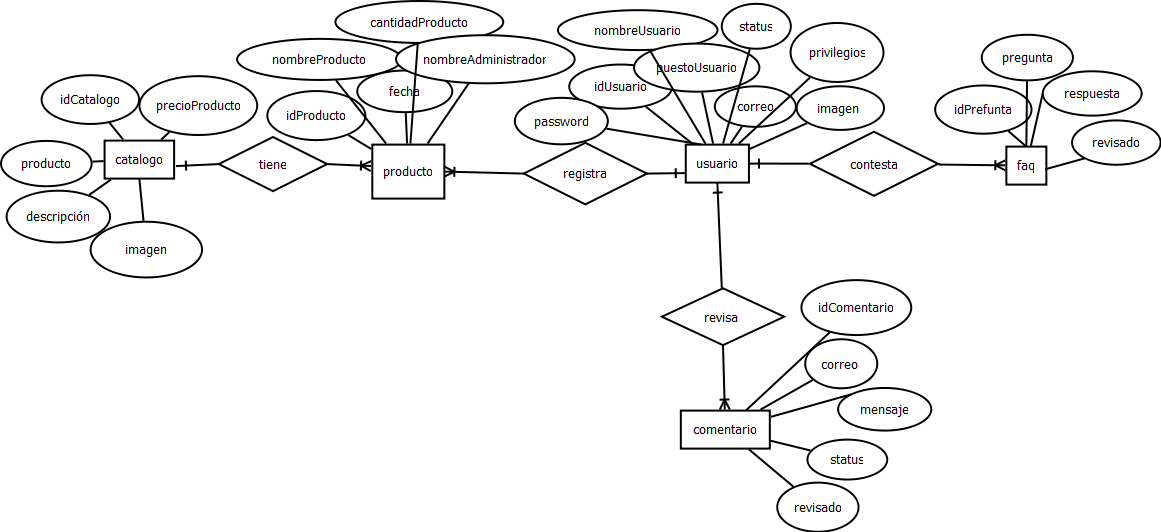 cantidadProducto
nombreUsuario
status
nombreProducto
nombreAdministrador
puestoUsuario
privilegios
pregunta
idCatalogo
precioProducto
fecha
idUsuario
respuesta
idProducto
password
correo
imagen
idPrefunta
revisado
producto
catalogo
tiene
producto
registra
usuario
contesta
faq
descripción
imagen
revisa
idComentario
correo
mensaje
comentario
status
revisado